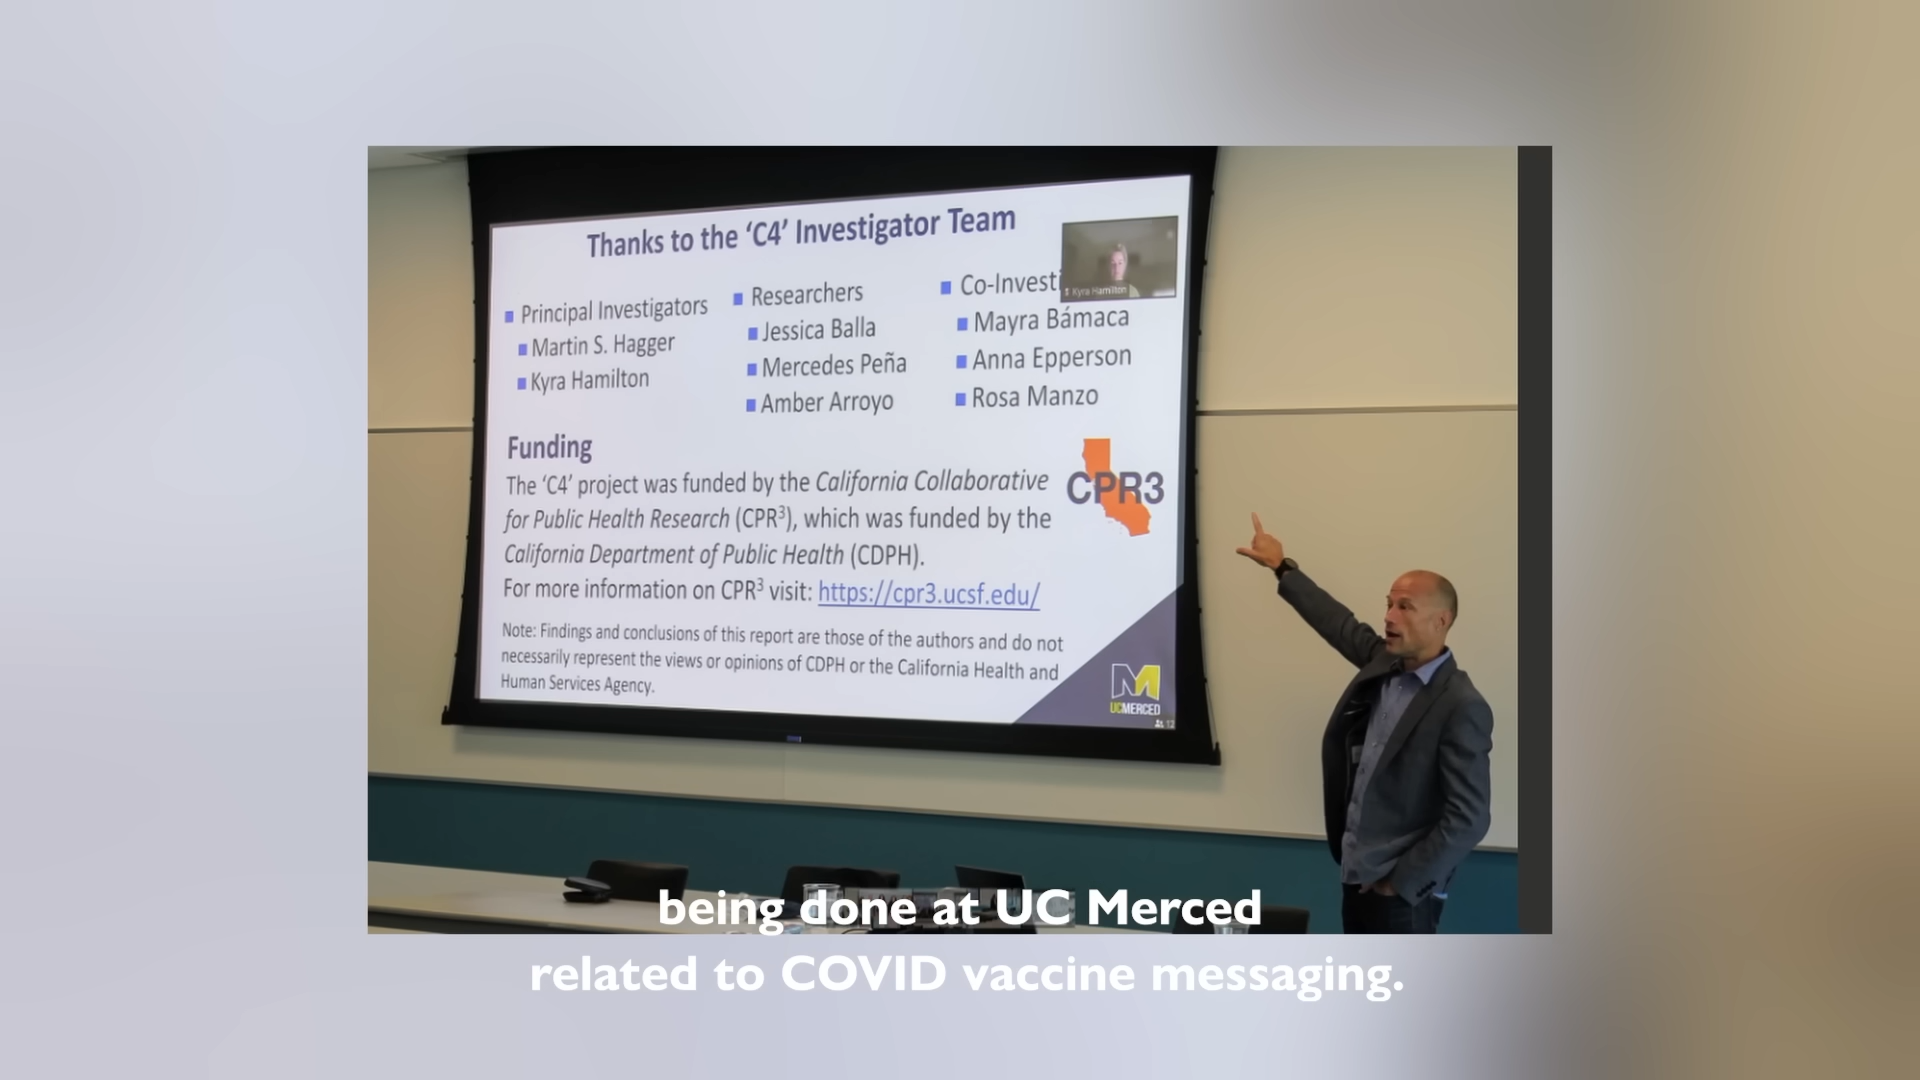 Thanks to the ‘C4’ Investigator Team
Principal Investigators
Martin S. Hagger
Kyra Hamilton
Researchers
Jessica Balla
Mercedes Peña
Amber Arroyo
Co-Investi
Kyra Hamilton
Mayra Bámaca
Anna Epperson
Rosa Manzo
Funding
The ‘C4’ project was funded by the California Collaborative
for Public Health Research (CPR³), which was funded by the
California Department of Public Health (CDPH).
For more information on CPR³ visit: https://cpr3.ucsf.edu/
CPR3
Note: Findings and conclusions of this report are those of the authors and do not
necessarily represent the views or opinions of CDPH or the California Health and
Human Services Agency.
UCMERCED
12
being done at UC Merced
related to COVID vaccine messaging.